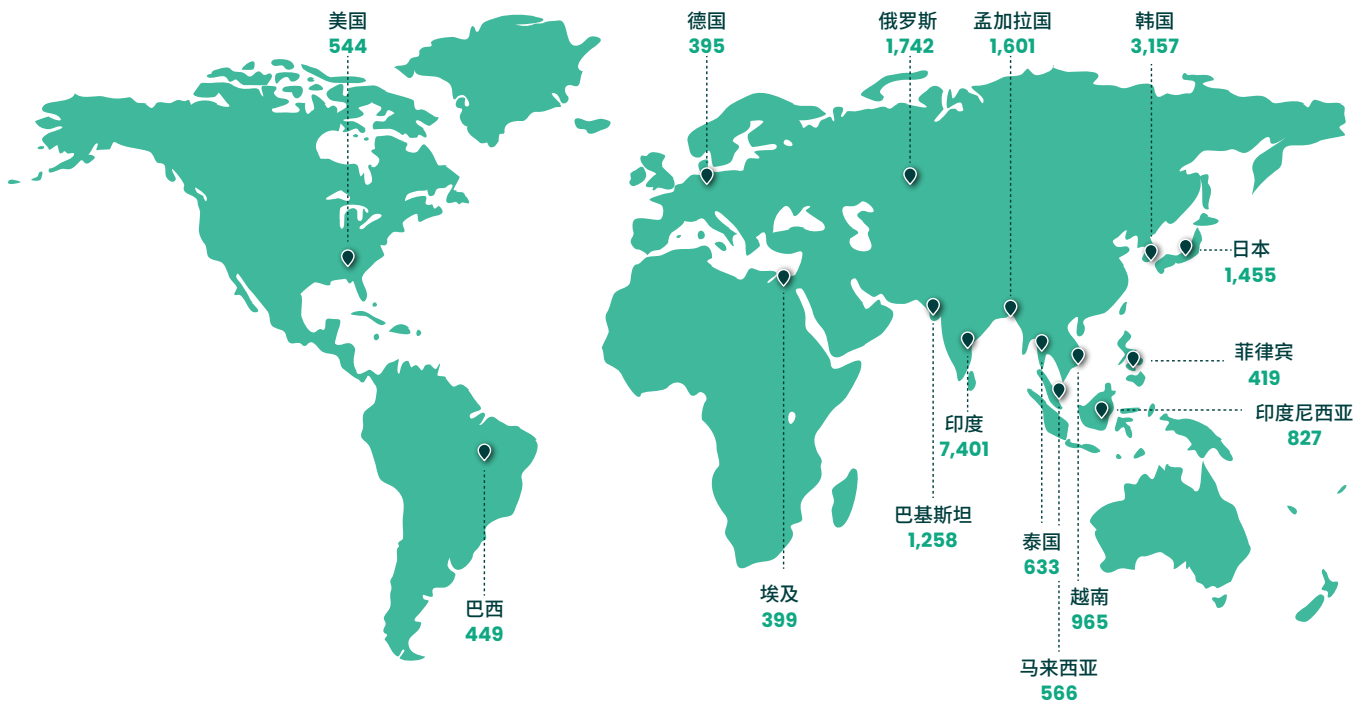 美国
544
德国
395
俄罗斯
1,742
孟加拉国
1,601
韩国
3,157
日本
1,455
菲律宾
419
印度尼西亚
827
印度
7,401
巴基斯坦
1,258
泰国
633
埃及
399
越南
965
巴西
449
马来西亚
566